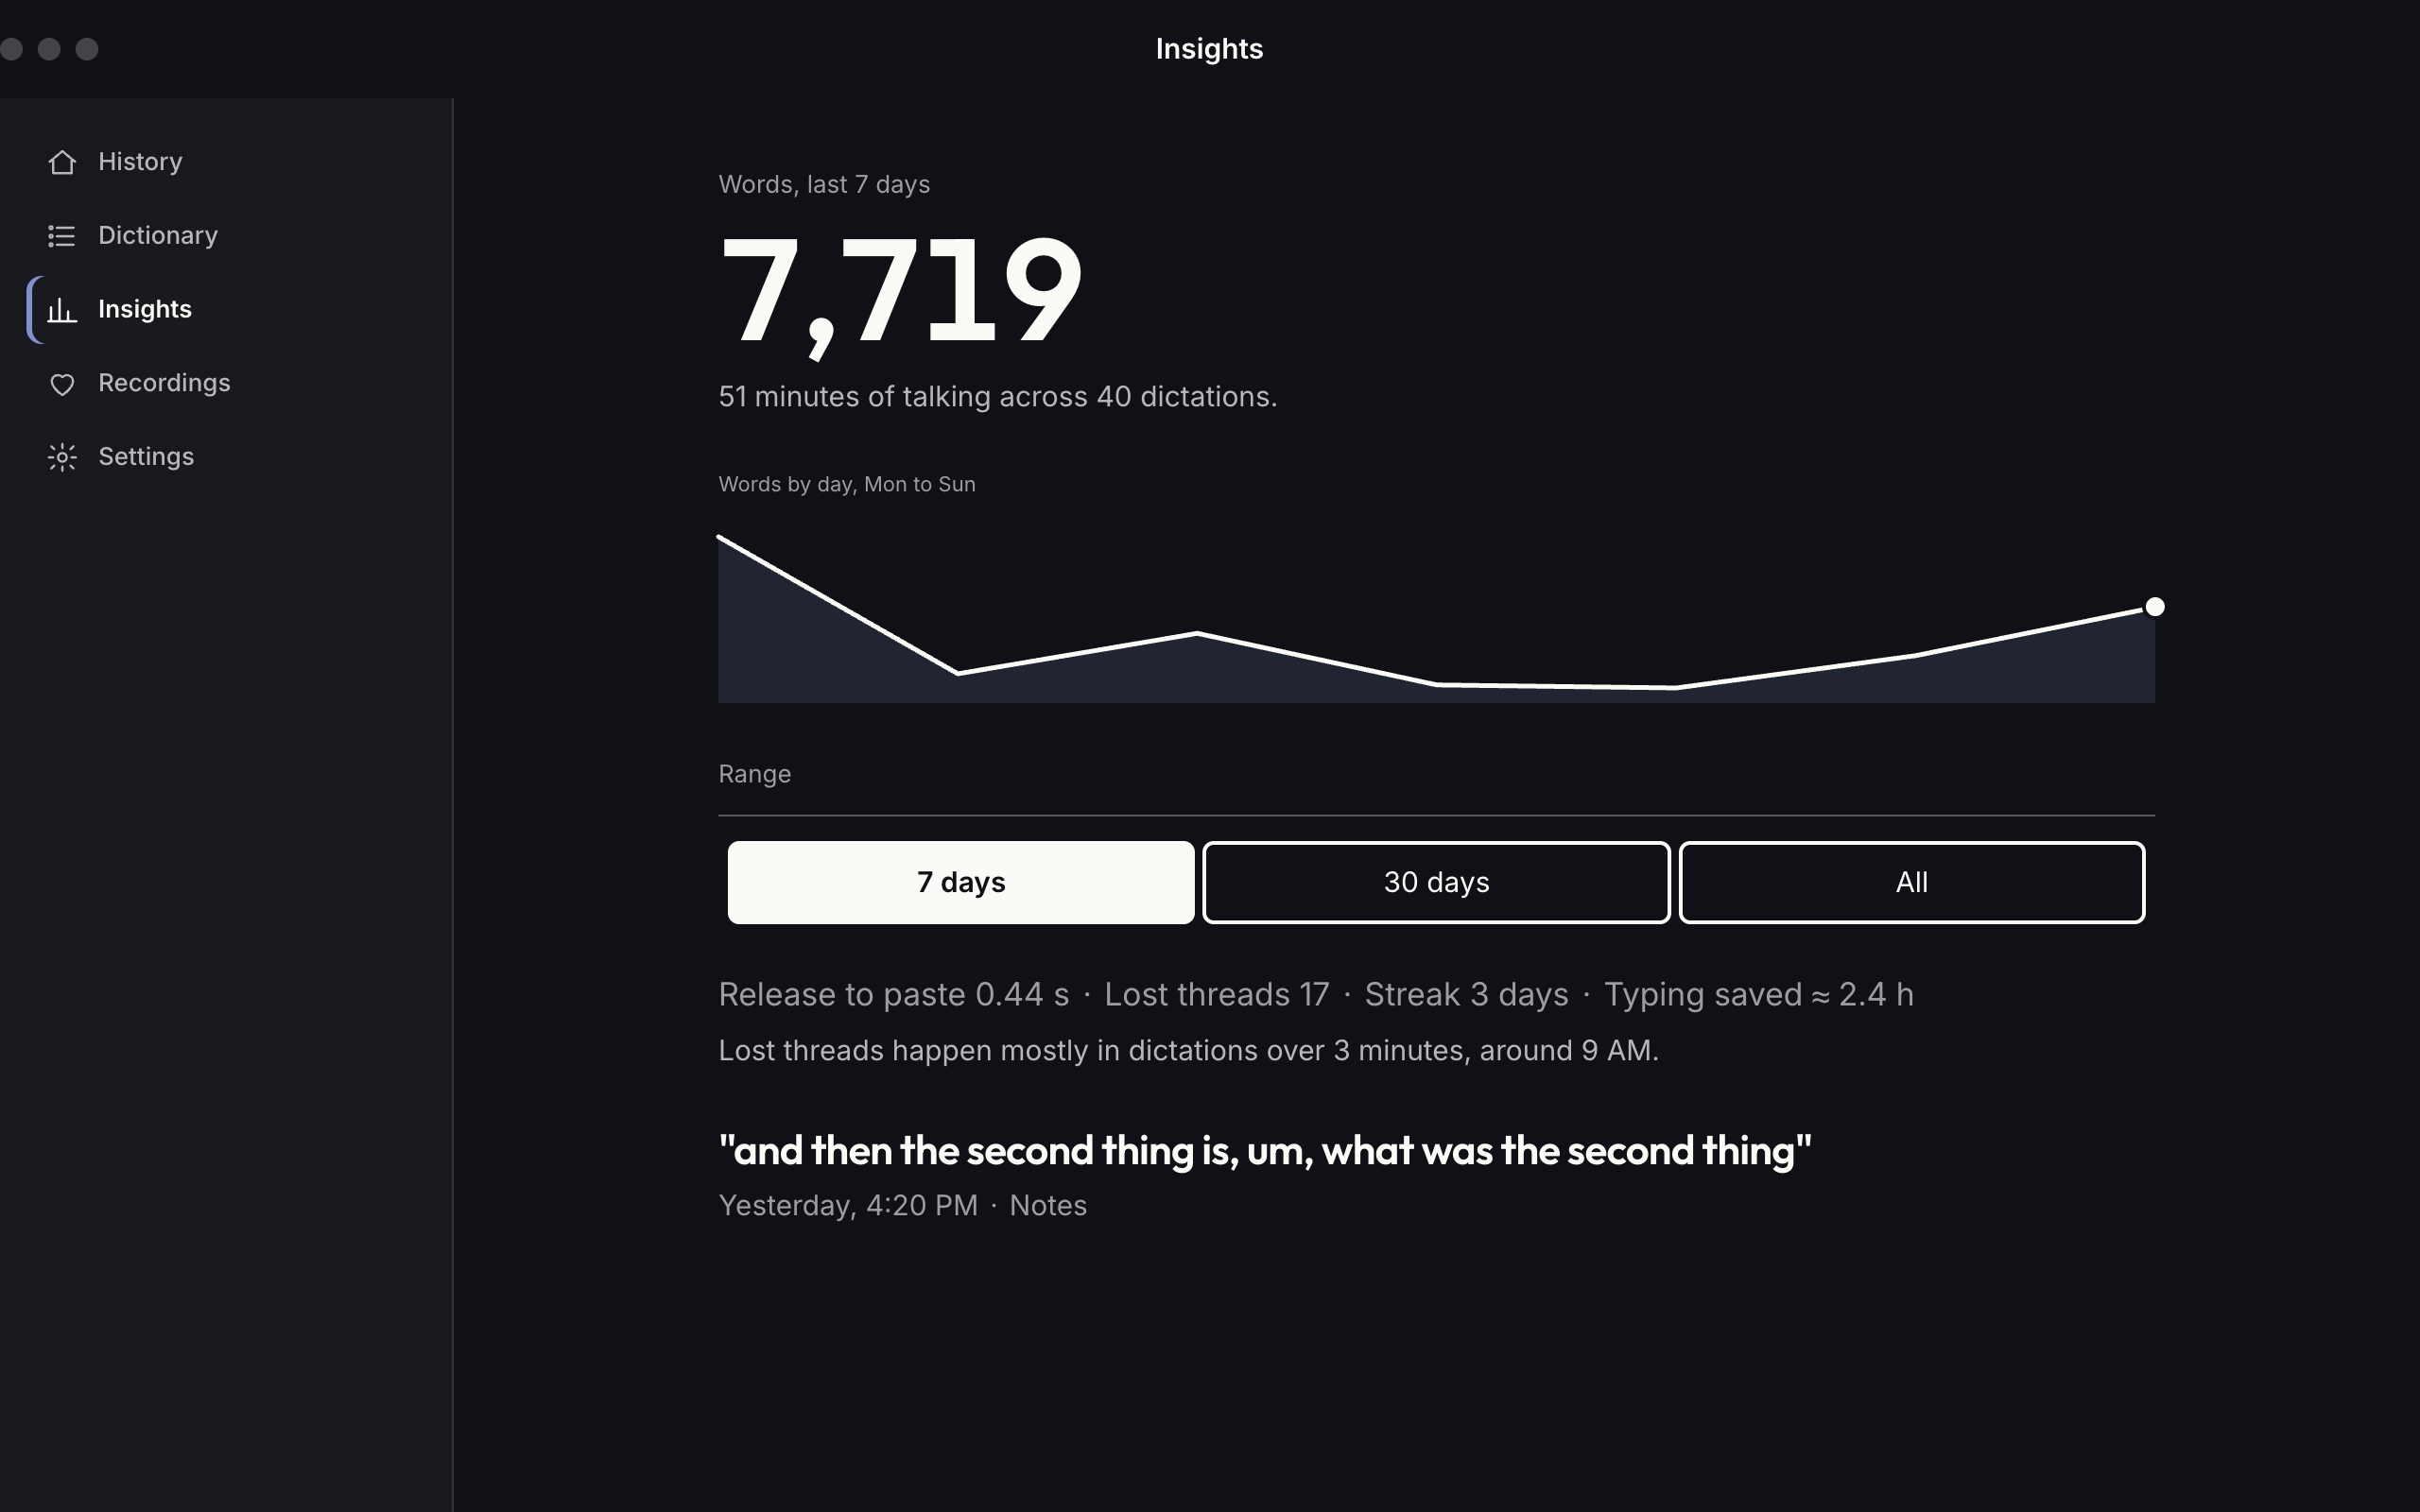 Insights
History
Dictionary
Insights
Recordings
Settings
Words, last 7 days
7,719
51 minutes of talking across 40 dictations.
Words by day, Mon to Sun
Range
7 days
30 days
All
Release to paste 0.44 s · Lost threads 17 · Streak 3 days · Typing saved ≈ 2.4 h
Lost threads happen mostly in dictations over 3 minutes, around 9 AM.
"and then the second thing is, um, what was the second thing"
Yesterday, 4:20 PM · Notes